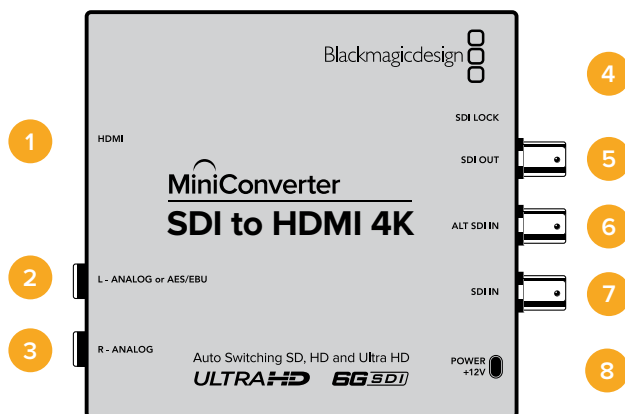 Blackmagicdesign
4
SDI LOCK
1
HDMI
SDI OUT
5
MiniConverter
SDI to HDMI 4K
ALT SDI IN
6
2
L - ANALOG or AES/EBU
SDI IN
7
3
R - ANALOG
Auto Switching SD, HD and Ultra HD
ULTRA HD 6G SDI
POWER
+12V
8